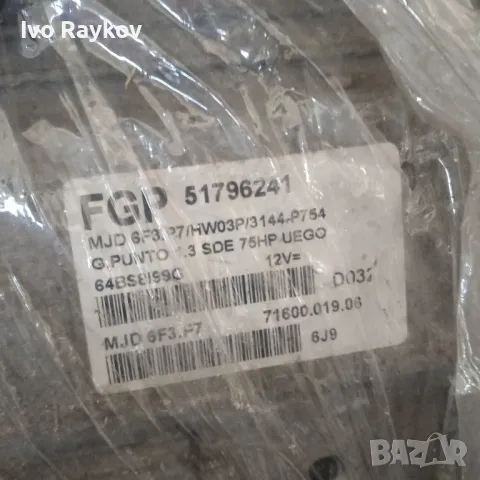 Ivo Raykov
FGP 51796241
MJD 6F3.P7/HW03P/3144-P754
G.PUNTO 1.3 SDE 75HP UEGO
64BS8I99C 12V=
D032
MJD 6F3.P7 71600.019.06
6J9
BAZAR